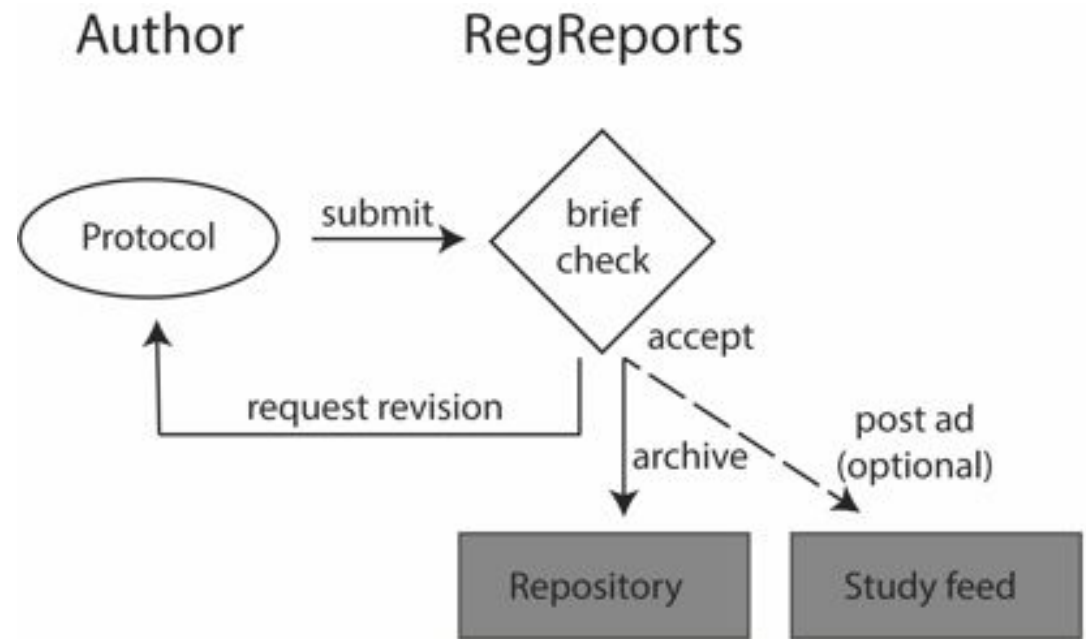 Author
RegReports
Protocol
submit
brief
check
accept
request revision
archive
post ad
(optional)
Repository
Study feed